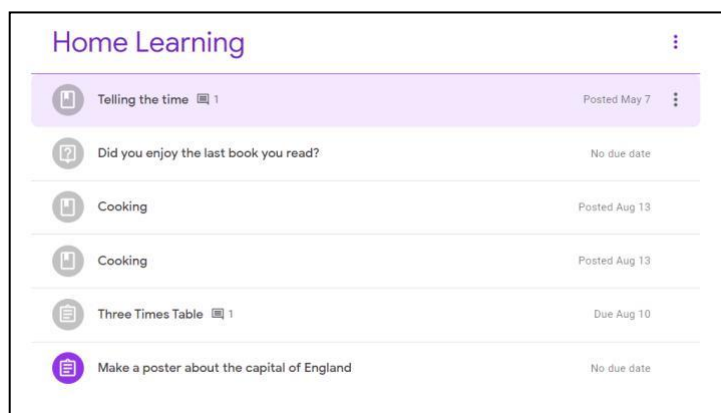 Home Learning
Telling the time 1 Posted May 7
Did you enjoy the last book you read? No due date
Cooking Posted Aug 13
Cooking Posted Aug 13
Three Times Table 1 Due Aug 10
Make a poster about the capital of England No due date